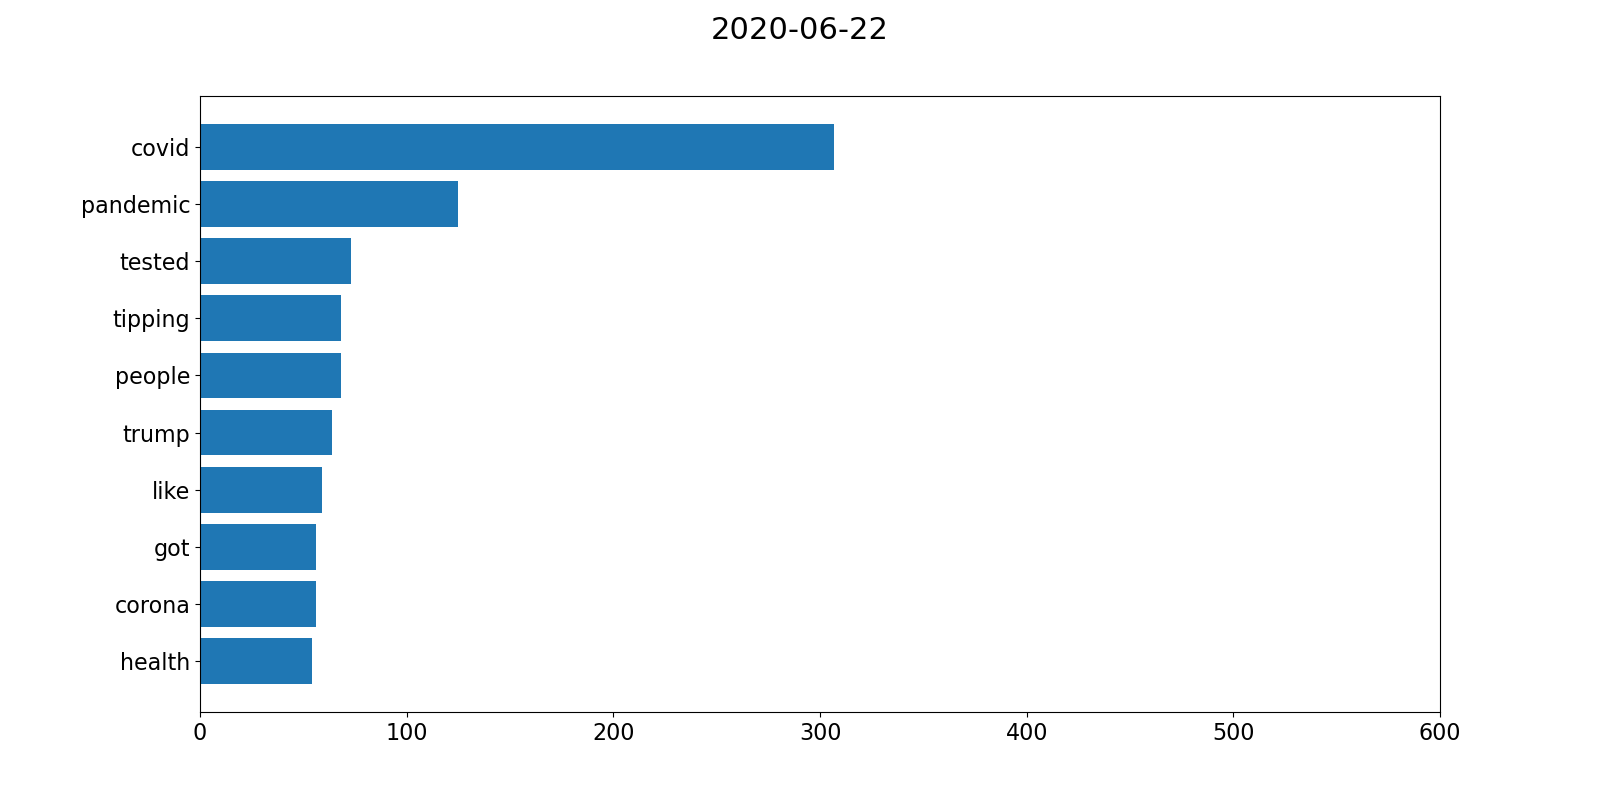 2020-06-22
covid
pandemic
tested
tipping
people
trump
like
got
corona
health
0 100 200 300 400 500 600